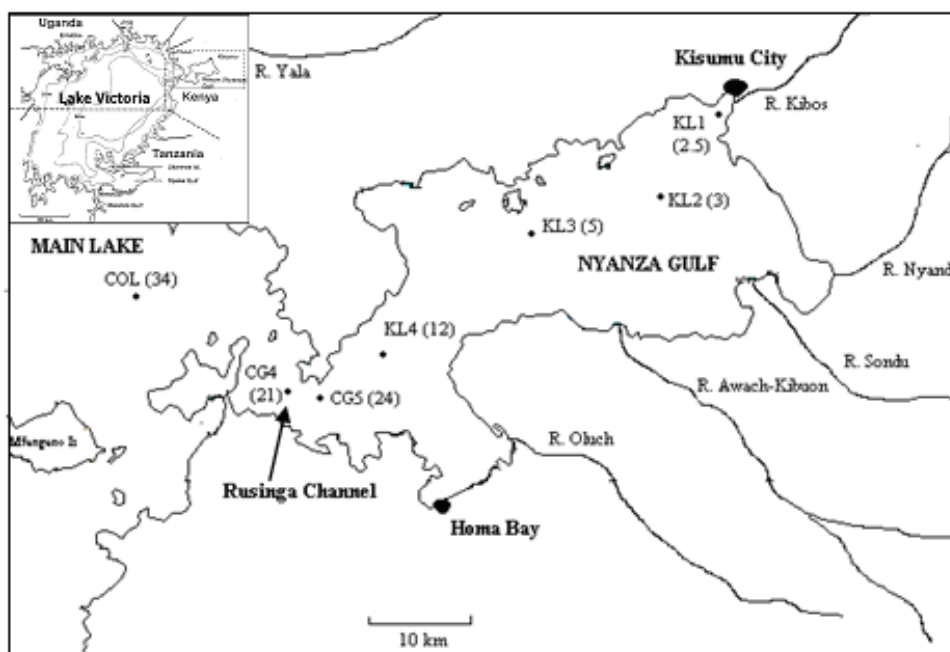 Uganda
Lake Victoria
Kenya
Tanzania
R. Yala
Kisumu City
R. Kibos
KL1
(2.5)
KL2 (3)
KL3 (5)
MAIN LAKE
NYANZA GULF
R. Nyand
COL (34)
KL4 (12)
R. Sondu
CG4
(21)
CG5 (24)
R. Awach-Kibuon
R. Oluch
Rusinga Channel
Homa Bay
10 km